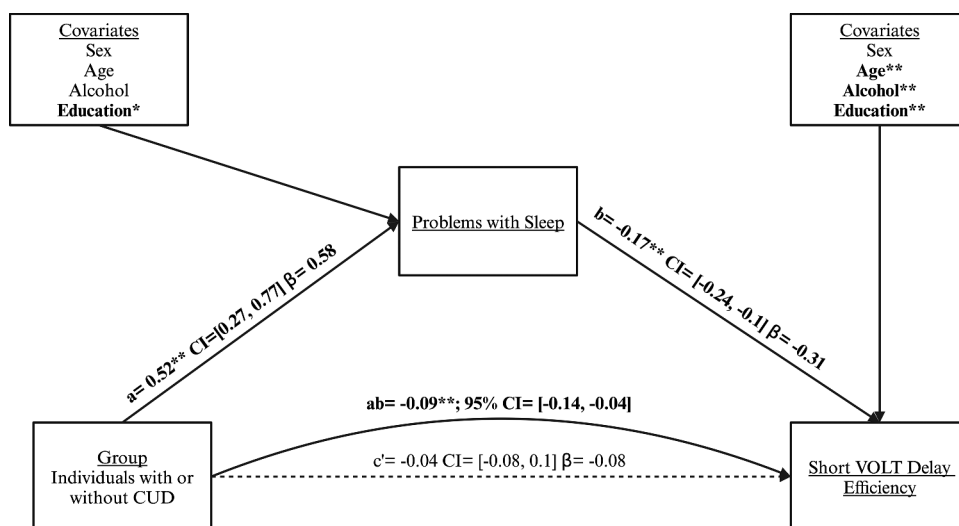 Covariates
Sex
Age
Alcohol
Education*
Covariates
Sex
Age**
Alcohol**
Education**
Problems with Sleep
a= 0.52** CI=[0.27, 0.77] β= 0.58
b= -0.17** CI= [-0.24, -0.1] β= -0.31
ab= -0.09**; 95% CI= [-0.14, -0.04]
c'= -0.04 CI= [-0.08, 0.1] β= -0.08
Group
Individuals with or
without CUD
Short VOLT Delay
Efficiency